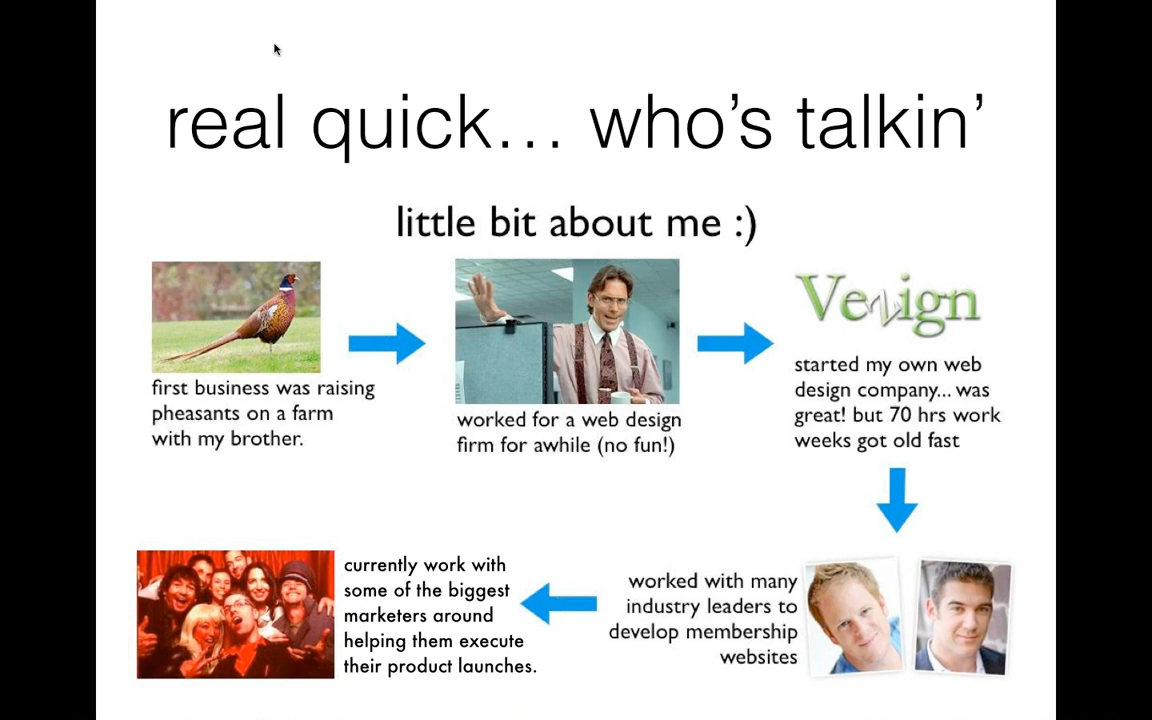 real quick... who's talkin'
little bit about me :)
first business was raising
pheasants on a farm
with my brother.
worked for a web design
firm for awhile (no fun!)
Vezign
started my own web
design company... was
great! but 70 hrs work
weeks got old fast
worked with many
industry leaders to
develop membership
websites
currently work with
some of the biggest
marketers around
helping them execute
their product launches.